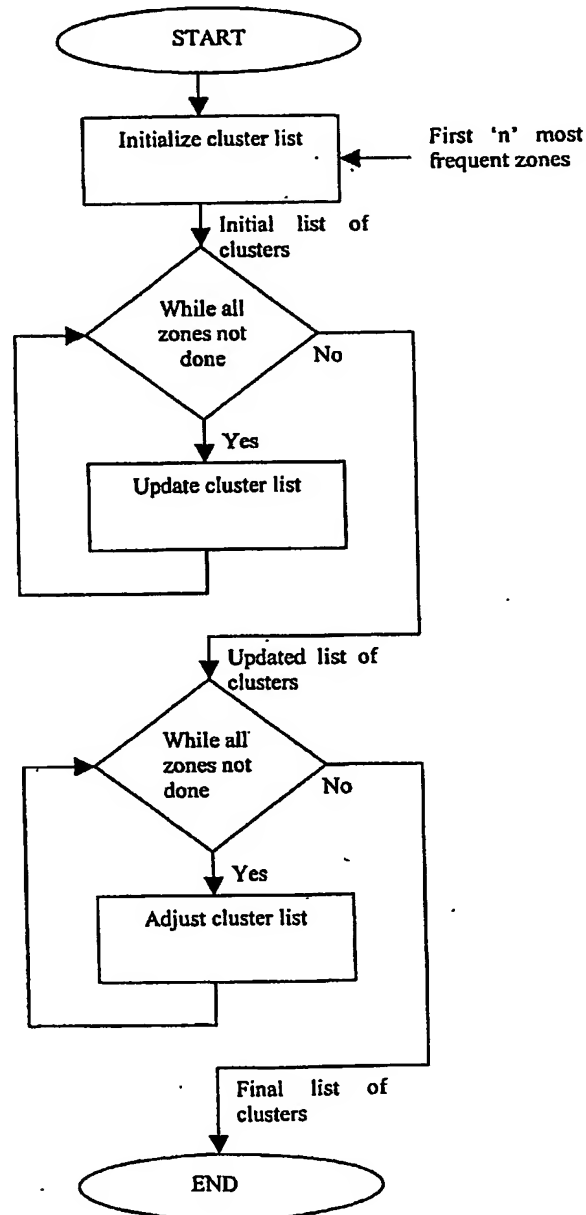 START
Initialize cluster list
First 'n' most
frequent zones
Initial list of
clusters
While all
zones not
done
No
Yes
Update cluster list
Updated list of
clusters
While all
zones not
done
No
Yes
Adjust cluster list
Final list of
clusters
END